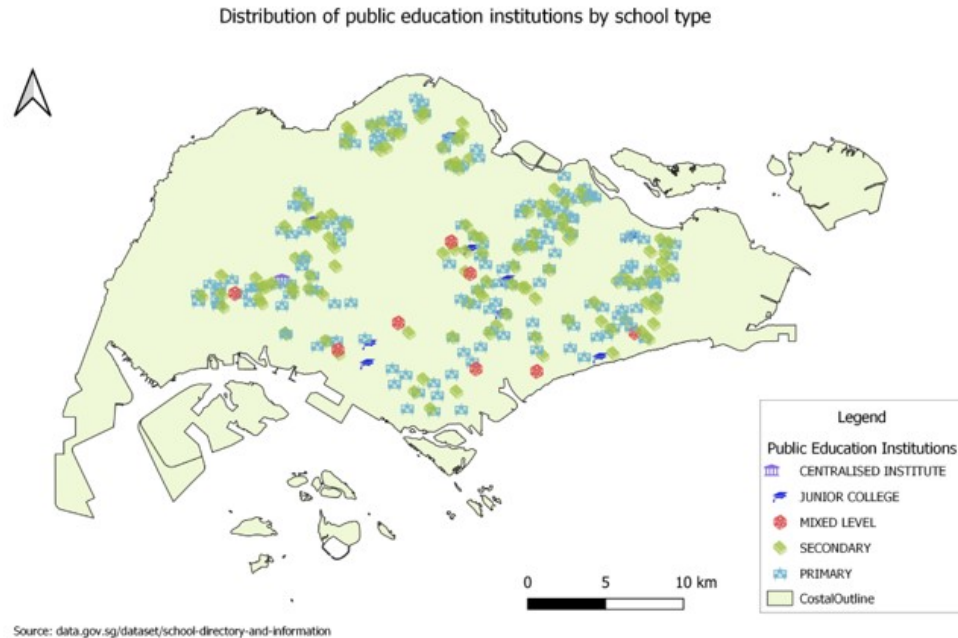 Distribution of public education institutions by school type
Legend
Public Education Institutions
CENTRALISED INSTITUTE
JUNIOR COLLEGE
MIXED LEVEL
SECONDARY
PRIMARY
CostalOutline
0 5 10 km
Source: data.gov.sg/dataset/school-directory-and-information